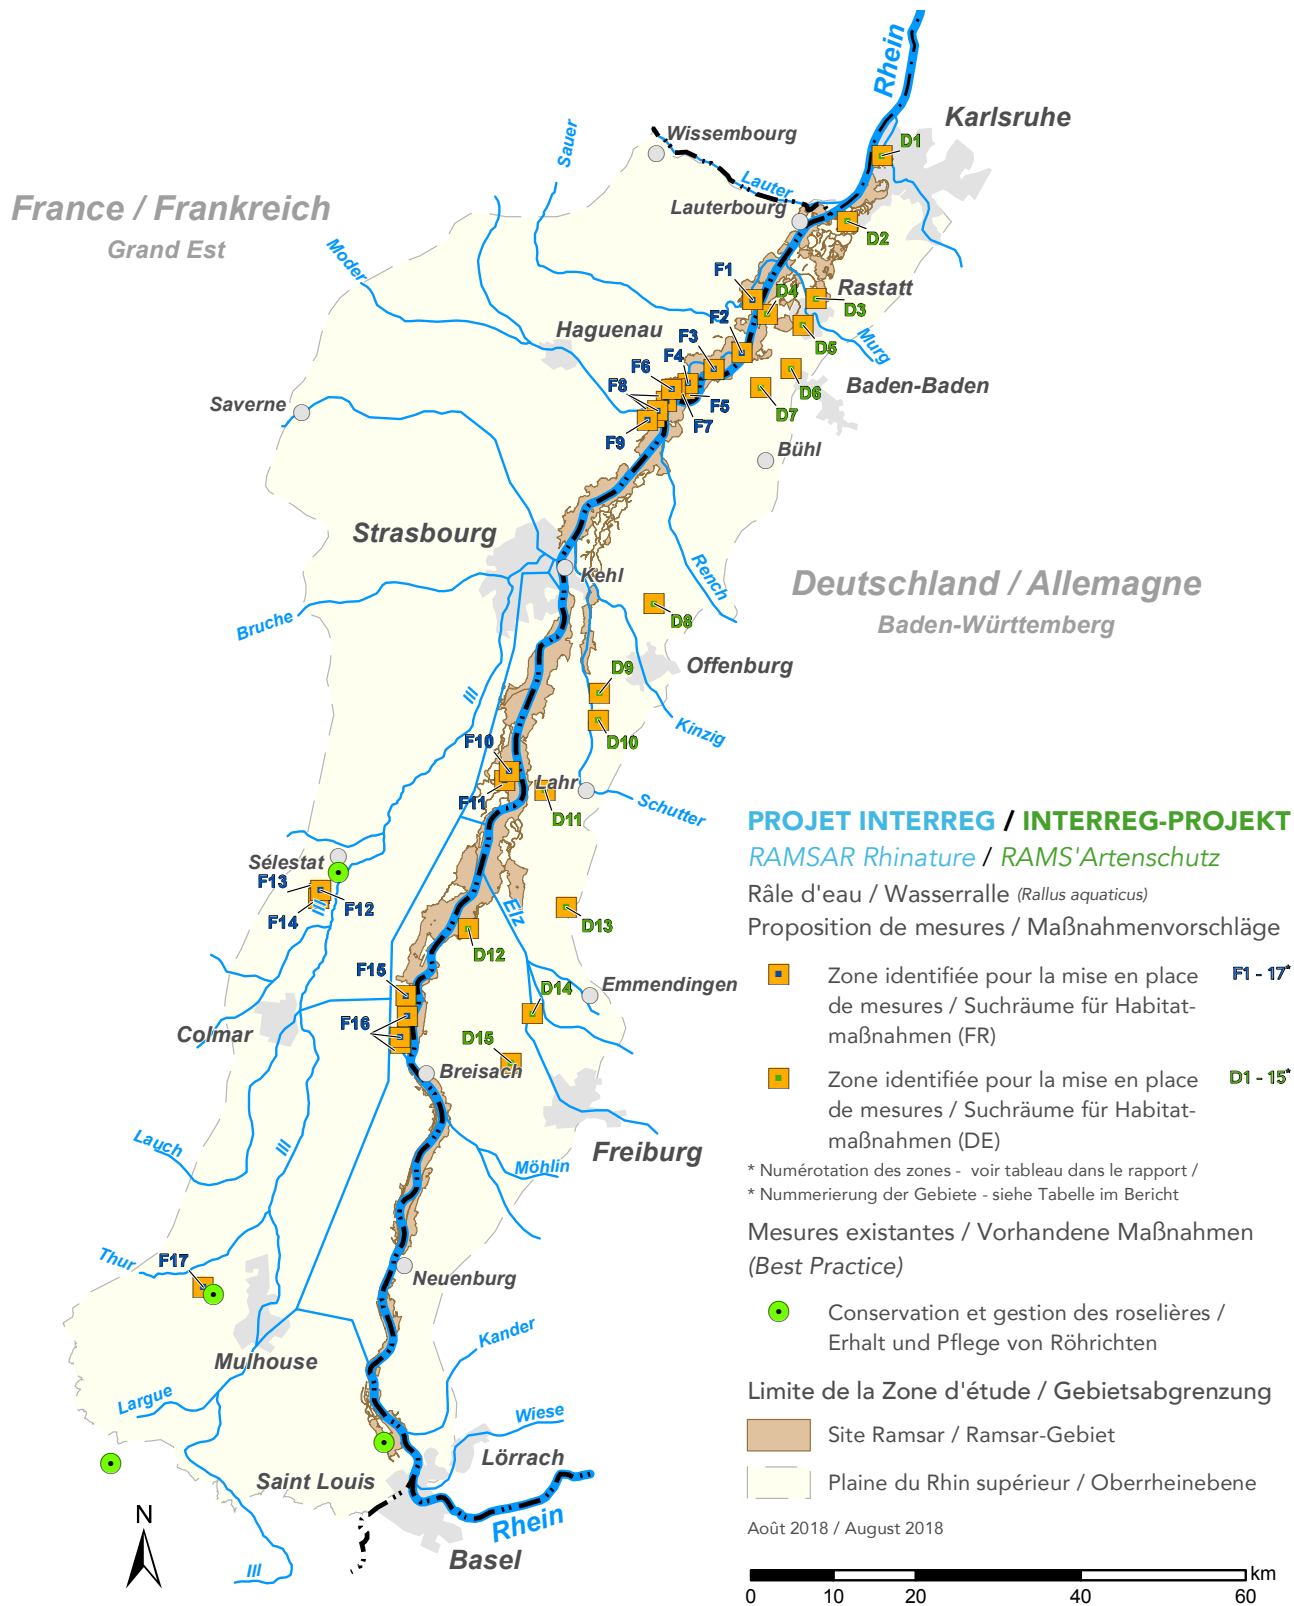 Rhein
Karlsruhe
D1
Wissembourg
Sauer
Lauter
Lauterbourg
D2
France / Frankreich
Grand Est
Moder
F1
D4
Rastatt
D3
F2
Haguenau
F3
D5
Murg
F4
F6
D6
Baden-Baden
F8
F5
D7
Saverne
F7
F9
Bühl
Strasbourg
Rench
Kehl
Deutschland / Allemagne
Baden-Württemberg
Bruche
D8
D9
Offenburg
Ill
Kinzig
F10
D10
Lahr
F11
Schutter
D11
Sélestat
F13
F12
Ill
F14
Elz
D13
D12
F15
D14
Emmendingen
F16
Colmar
D15
Breisach
Lauch
Ill
Möhlin
Freiburg
Thur
F17
Neuenburg
Kander
Mulhouse
Largue
Wiese
Lörrach
Saint Louis
Rhein
Basel
Ill
N
PROJET INTERREG / INTERREG-PROJEKT
RAMSAR Rhinature / RAMS'Artenschutz
Râle d'eau / Wasserralle (Rallus aquaticus)
Proposition de mesures / Maßnahmenvorschläge
Zone identifiée pour la mise en place F1 - 17*
de mesures / Suchräume für Habitat-
maßnahmen (FR)
Zone identifiée pour la mise en place D1 - 15*
de mesures / Suchräume für Habitat-
maßnahmen (DE)
* Numérotation des zones - voir tableau dans le rapport /
* Nummerierung der Gebiete - siehe Tabelle im Bericht
Mesures existantes / Vorhandene Maßnahmen
(Best Practice)
Conservation et gestion des roselières /
Erhalt und Pflege von Röhrichten
Limite de la Zone d'étude / Gebietsabgrenzung
Site Ramsar / Ramsar-Gebiet
Plaine du Rhin supérieur / Oberrheinebene
Août 2018 / August 2018
km
0 10 20 40 60